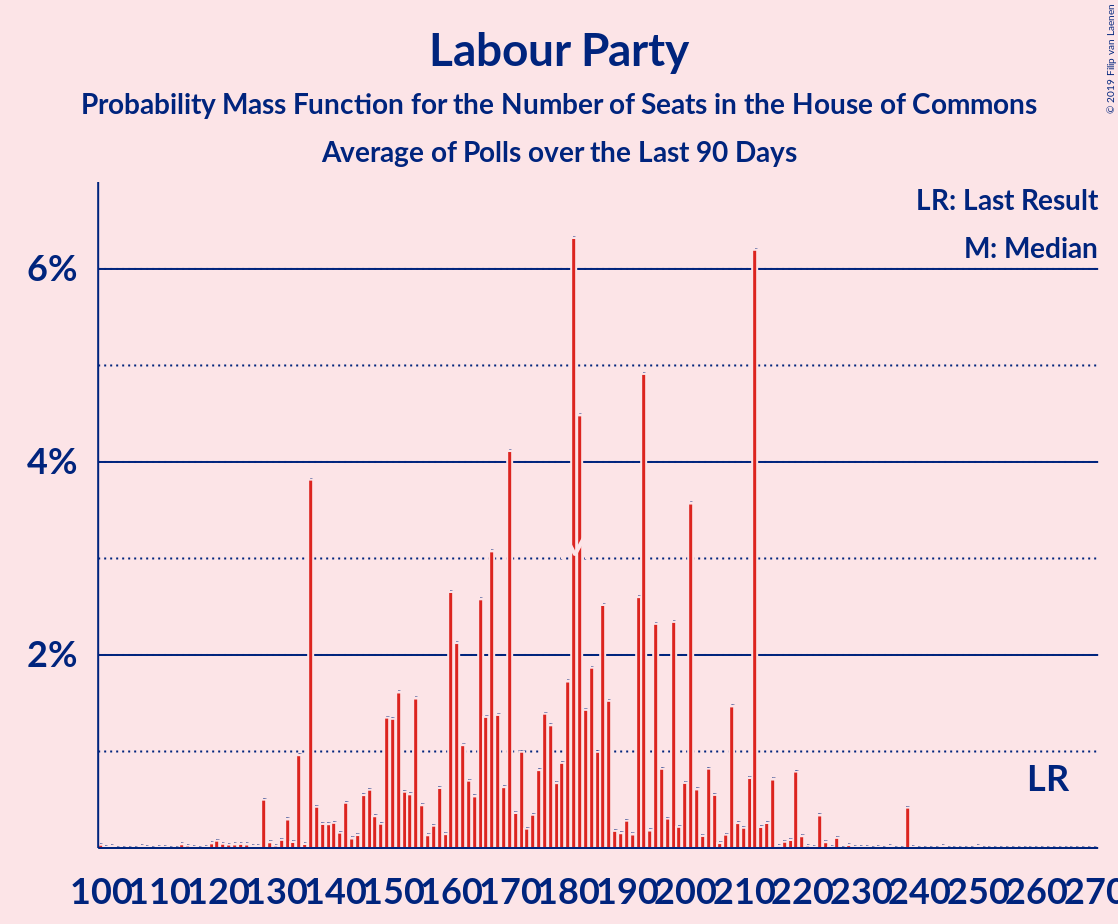 Labour Party
Probability Mass Function for the Number of Seats in the House of Commons
Average of Polls over the Last 90 Days
© 2019 Filip van Laenen
LR: Last Result
M: Median
6%
4%
2%
M
LR
100 110 120 130 140 150 160 170 180 190 200 210 220 230 240 250 260 270